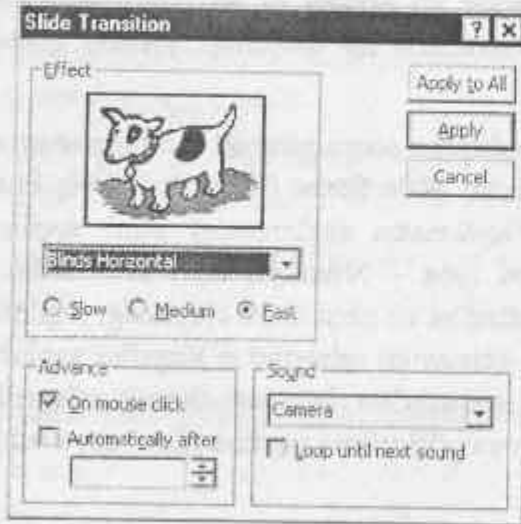 Slide Transition
Effect
Apply to All
Apply
Cancel
Blinds Horizontal
Slow Medium Fast
Advance
On mouse click
Automatically after
Sound
Camera
Loop until next sound